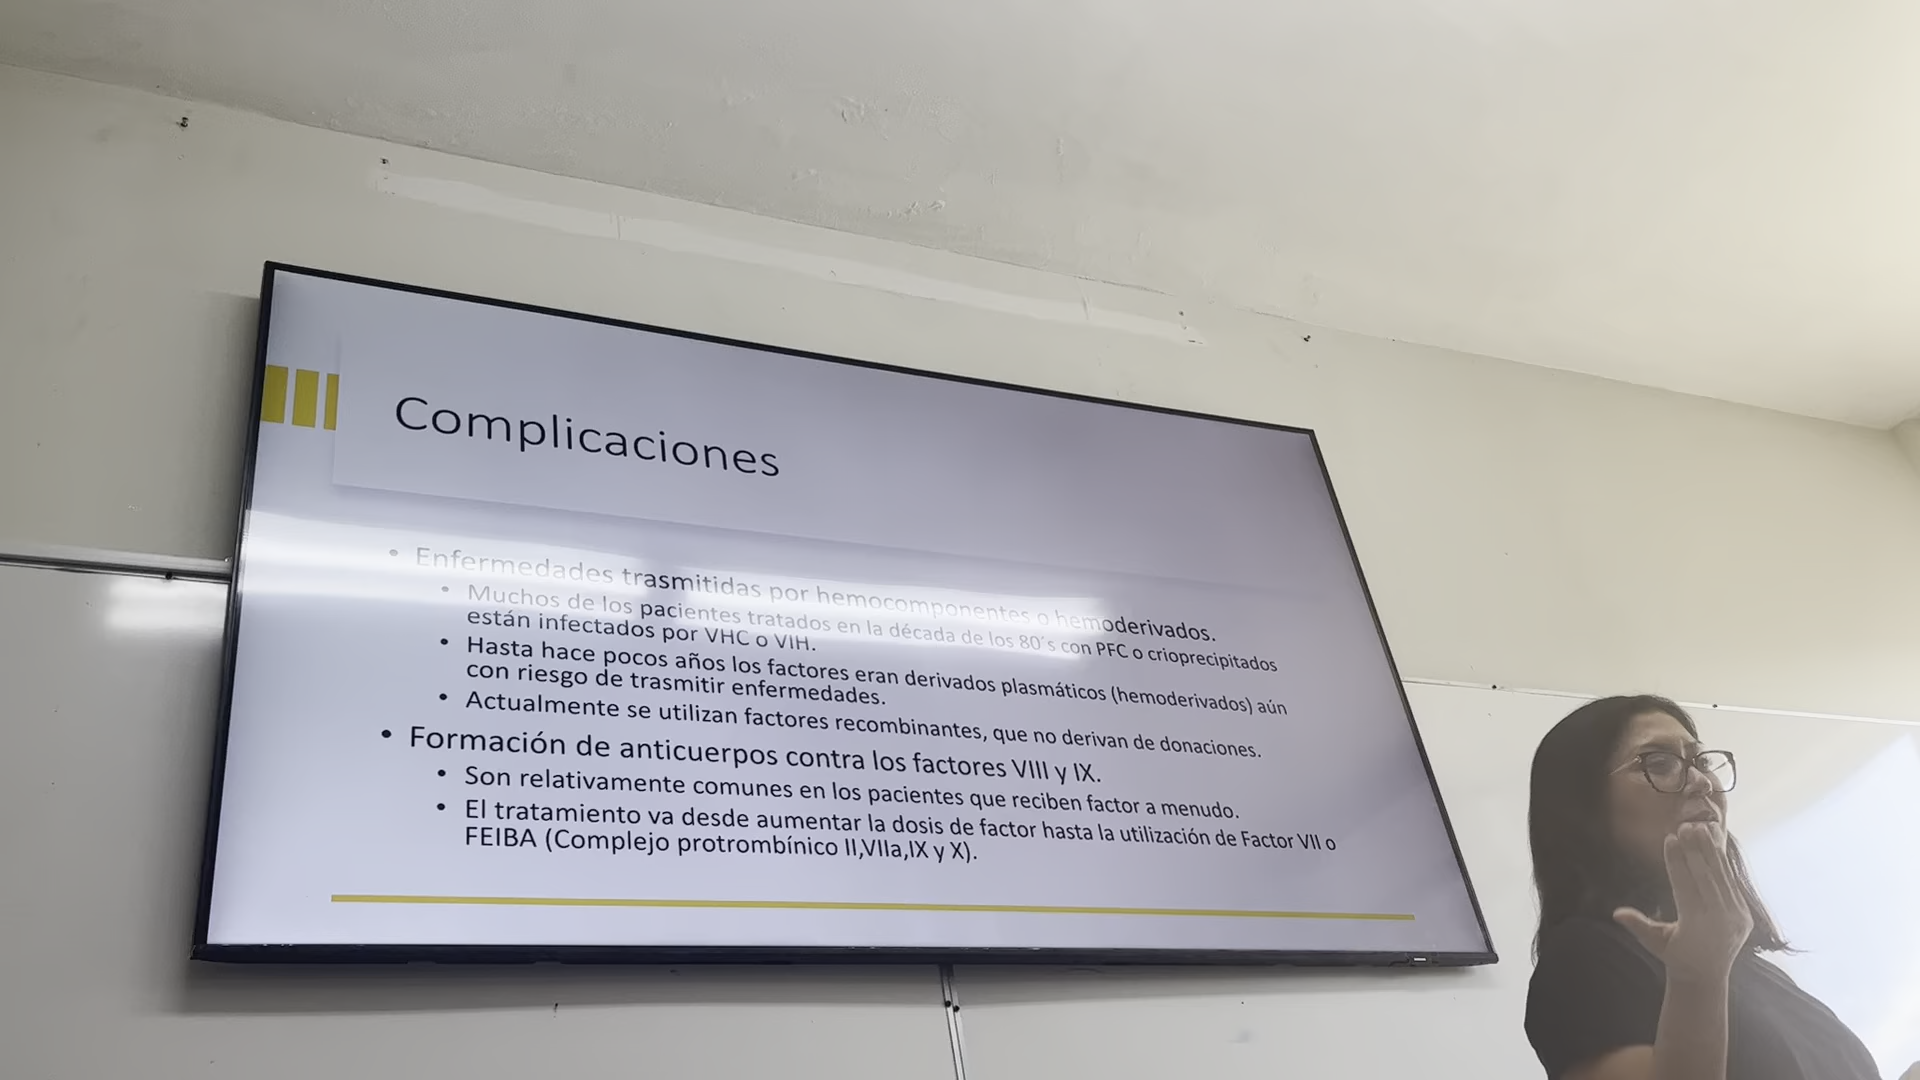 Complicaciones
• Enfermedades trasmitidas por hemocomponentes o hemoderivados.
• Muchos de los pacientes tratados en la década de los 80´s con PFC o crioprecipitados
están infectados por VHC o VIH.
• Hasta hace pocos años los factores eran derivados plasmáticos (hemoderivados) aún
con riesgo de trasmitir enfermedades.
• Actualmente se utilizan factores recombinantes, que no derivan de donaciones.
• Formación de anticuerpos contra los factores VIII y IX.
• Son relativamente comunes en los pacientes que reciben factor a menudo.
• El tratamiento va desde aumentar la dosis de factor hasta la utilización de Factor VII o
FEIBA (Complejo protrombínico II,VIIa,IX y X).